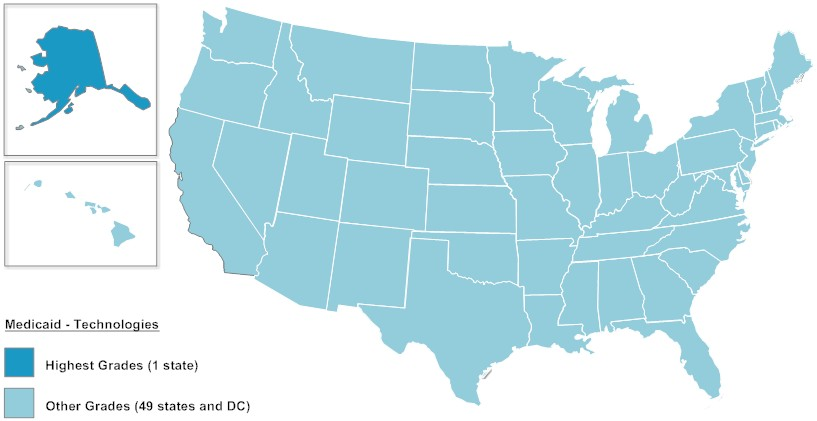 Medicaid - Technologies
Highest Grades (1 state)
Other Grades (49 states and DC)